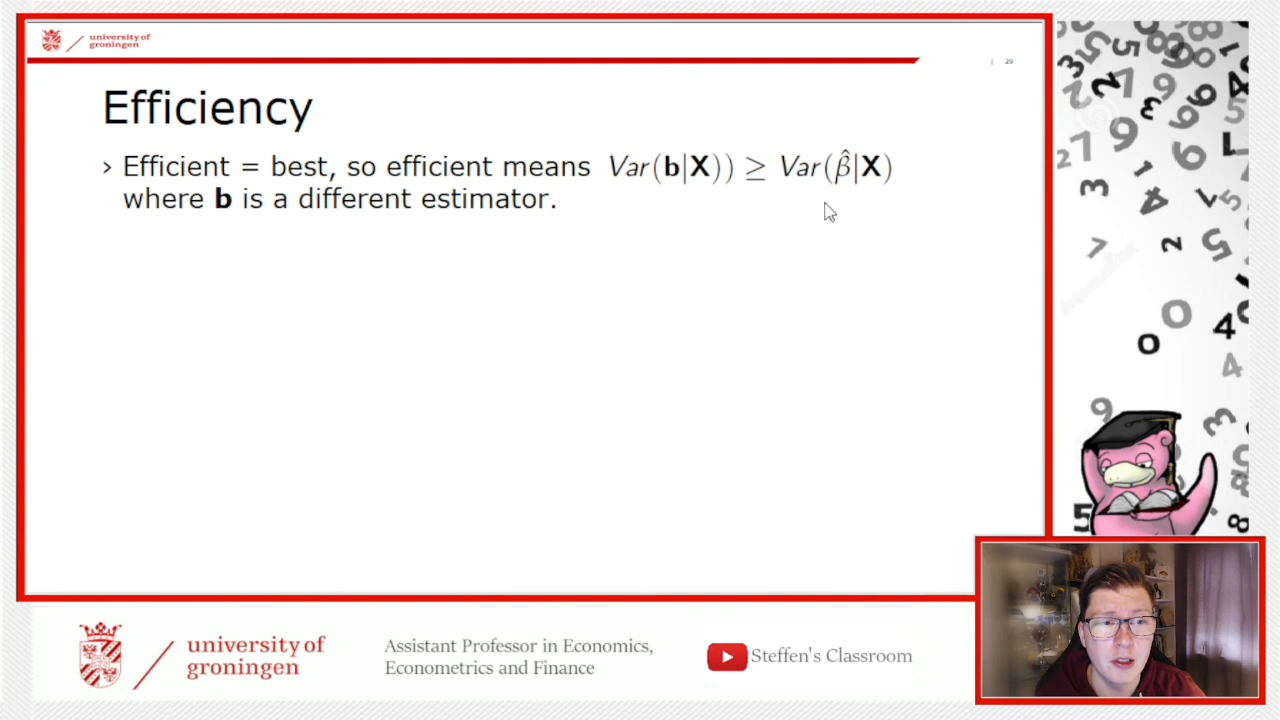 university of
groningen
| 29
Efficiency
› Efficient = best, so efficient means Var(b|X)) ≥ Var(β̂|X)
where b is a different estimator.
university of
groningen
Assistant Professor in Economics,
Econometrics and Finance
Steffen's Classroom